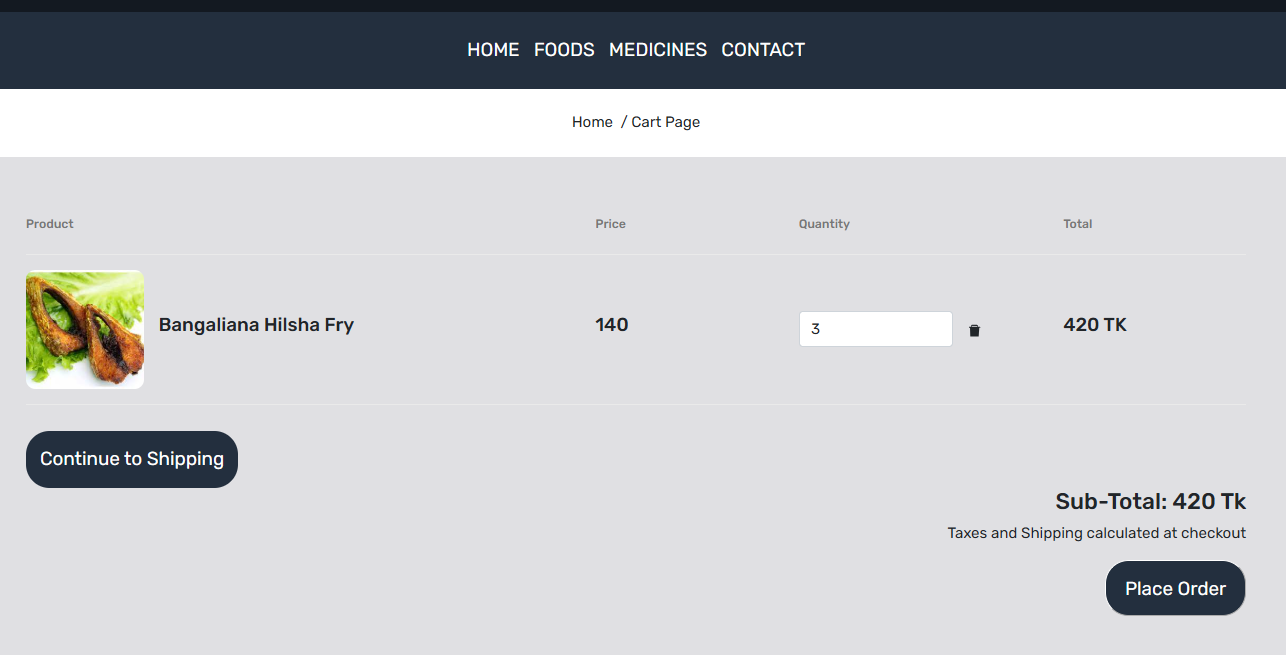 HOME FOODS MEDICINES CONTACT
Home / Cart Page
Product Price Quantity Total
Bangaliana Hilsha Fry 140 3 420 TK
Continue to Shipping
Sub-Total: 420 Tk
Taxes and Shipping calculated at checkout
Place Order